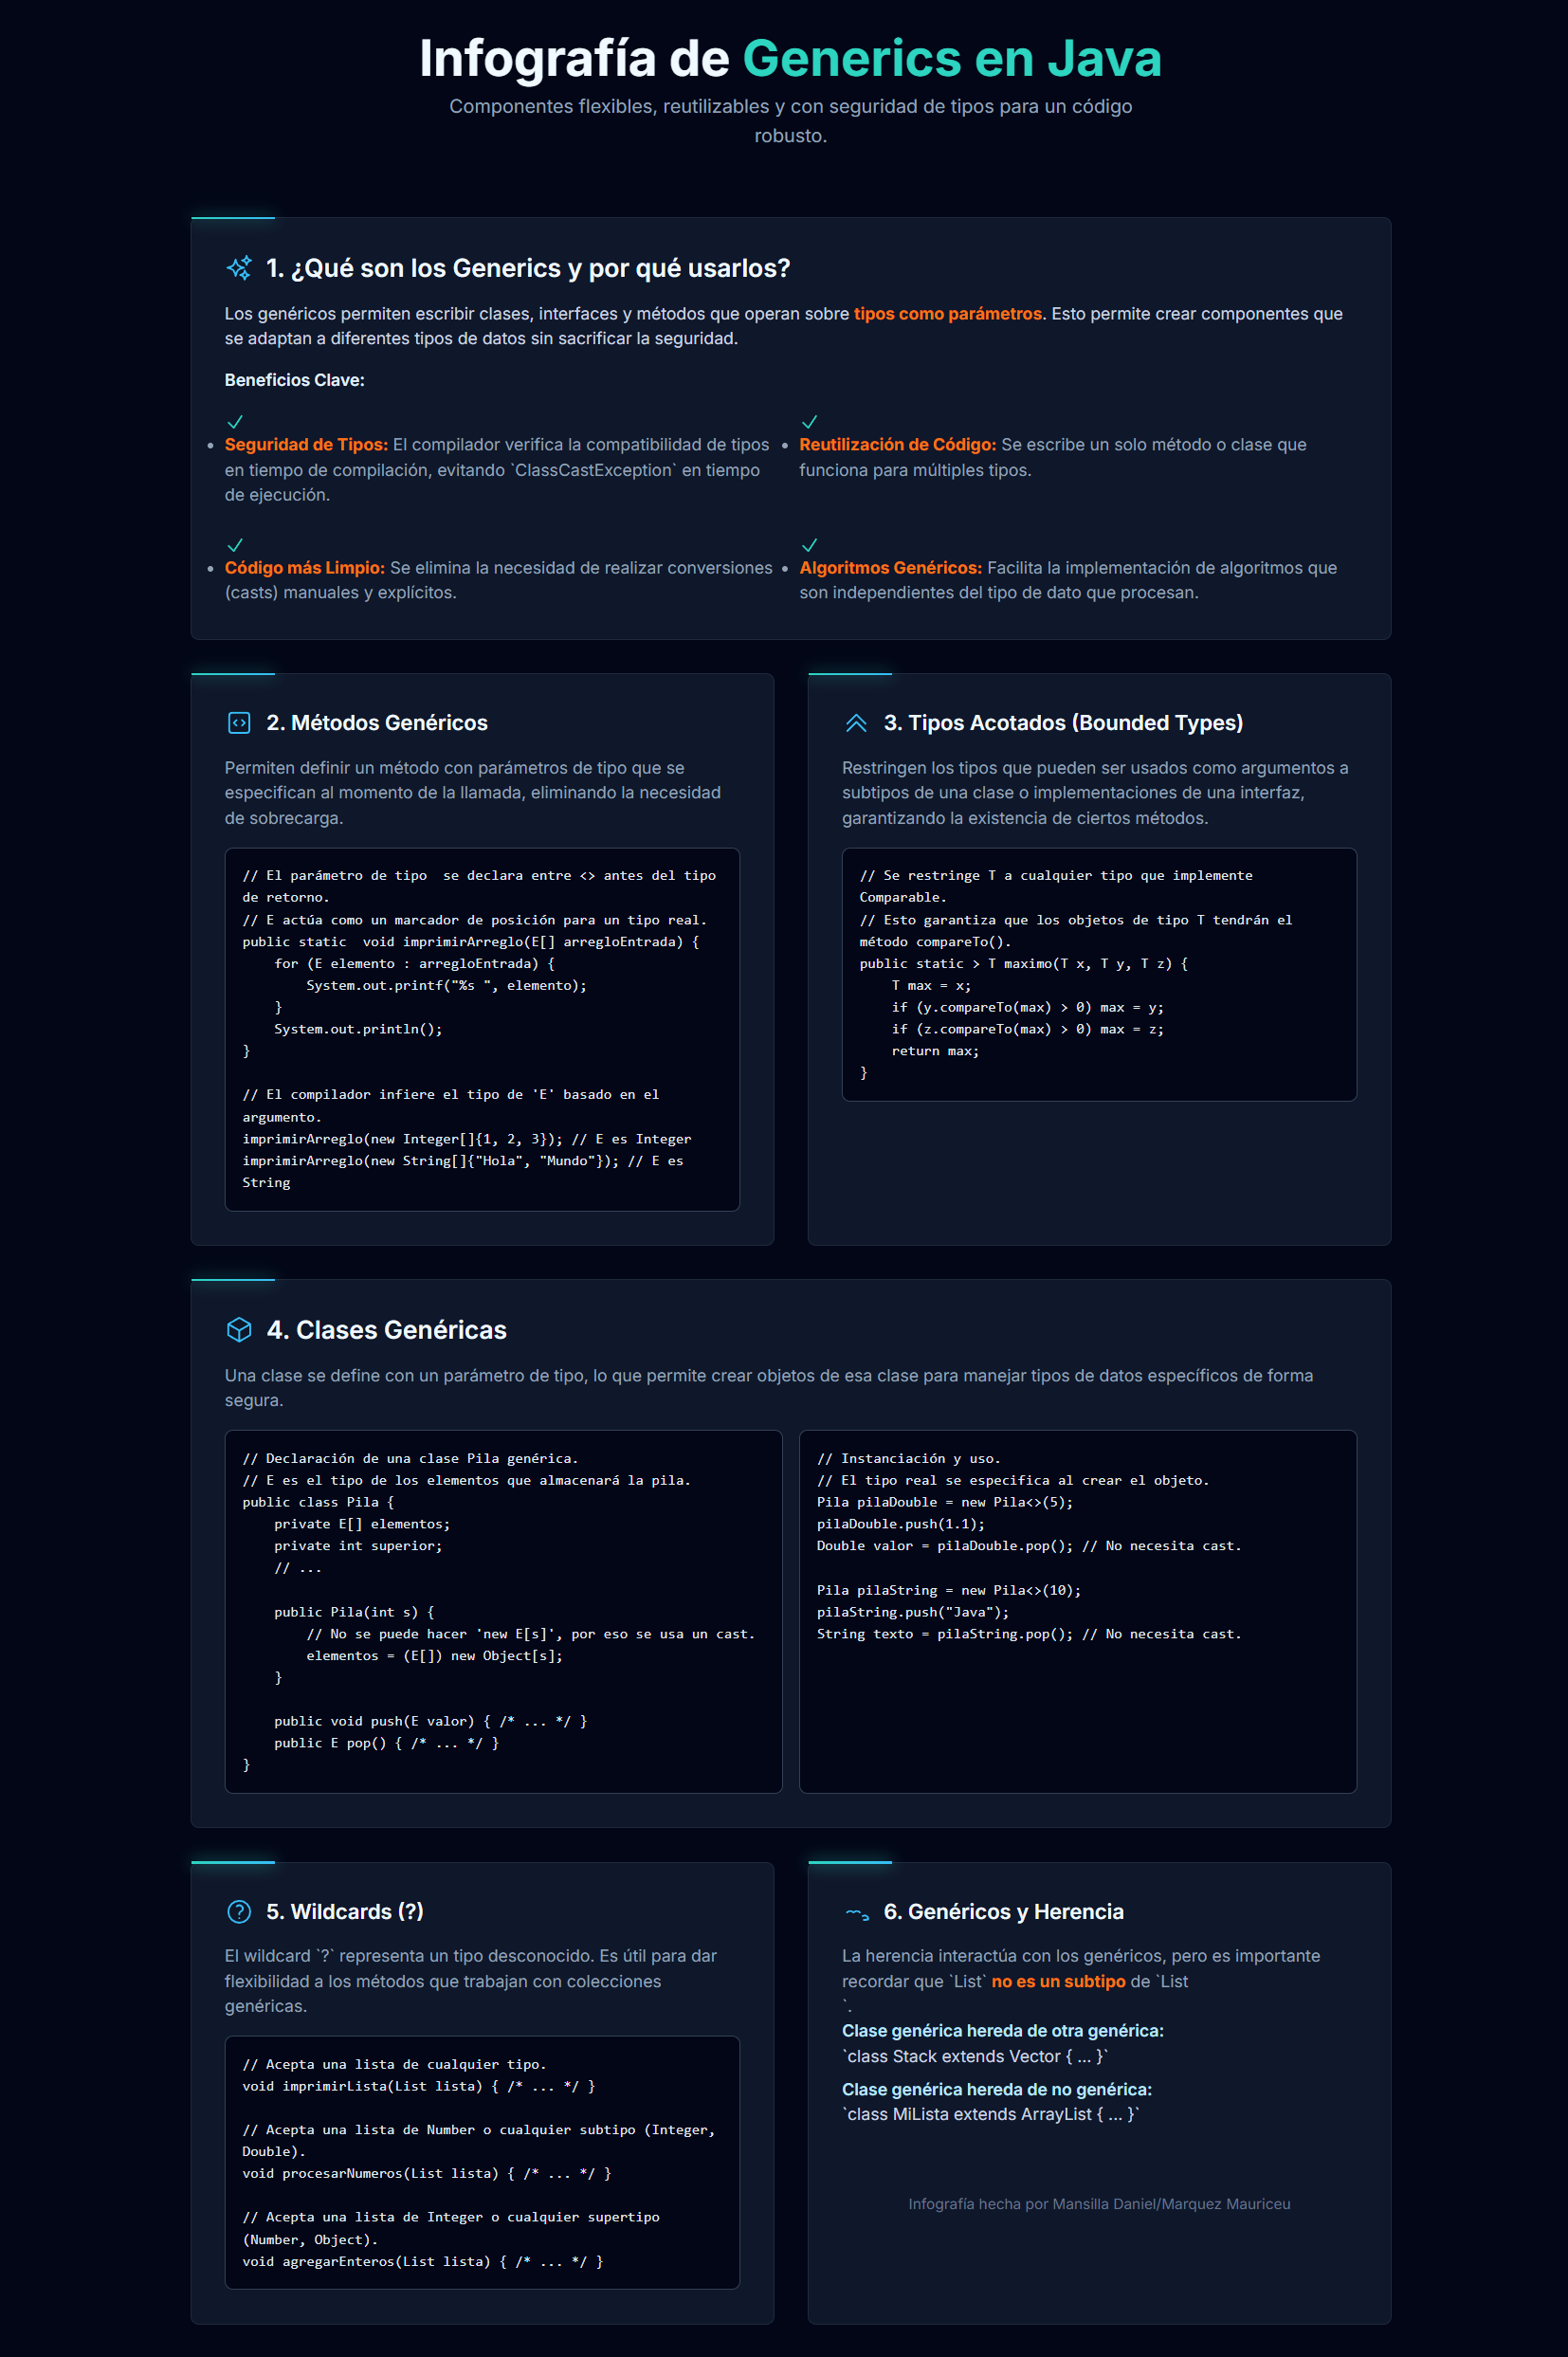 Infografía de Generics en Java
Componentes flexibles, reutilizables y con seguridad de tipos para un código
robusto.
1. ¿Qué son los Generics y por qué usarlos?
Los genéricos permiten escribir clases, interfaces y métodos que operan sobre tipos como parámetros. Esto permite crear componentes que
se adaptan a diferentes tipos de datos sin sacrificar la seguridad.
Beneficios Clave:
Seguridad de Tipos: El compilador verifica la compatibilidad de tipos
en tiempo de compilación, evitando `ClassCastException` en tiempo
de ejecución.
Reutilización de Código: Se escribe un solo método o clase que
funciona para múltiples tipos.
Código más Limpio: Se elimina la necesidad de realizar conversiones
(casts) manuales y explícitos.
Algoritmos Genéricos: Facilita la implementación de algoritmos que
son independientes del tipo de dato que procesan.
2. Métodos Genéricos
Permiten definir un método con parámetros de tipo que se
especifican al momento de la llamada, eliminando la necesidad
de sobrecarga.
// El parámetro de tipo  se declara entre <> antes del tipo
de retorno.
// E actúa como un marcador de posición para un tipo real.
public static  void imprimirArreglo(E[] arregloEntrada) {
    for (E elemento : arregloEntrada) {
        System.out.printf("%s ", elemento);
    }
    System.out.println();
}
// El compilador infiere el tipo de 'E' basado en el
argumento.
imprimirArreglo(new Integer[]{1, 2, 3}); // E es Integer
imprimirArreglo(new String[]{"Hola", "Mundo"}); // E es
String
3. Tipos Acotados (Bounded Types)
Restringen los tipos que pueden ser usados como argumentos a
subtipos de una clase o implementaciones de una interfaz,
garantizando la existencia de ciertos métodos.
// Se restringe T a cualquier tipo que implemente
Comparable.
// Esto garantiza que los objetos de tipo T tendrán el
método compareTo().
public static > T maximo(T x, T y, T z) {
    T max = x;
    if (y.compareTo(max) > 0) max = y;
    if (z.compareTo(max) > 0) max = z;
    return max;
}
4. Clases Genéricas
Una clase se define con un parámetro de tipo, lo que permite crear objetos de esa clase para manejar tipos de datos específicos de forma
segura.
// Declaración de una clase Pila genérica.
// E es el tipo de los elementos que almacenará la pila.
public class Pila {
    private E[] elementos;
    private int superior;
    // ...
    public Pila(int s) {
        // No se puede hacer 'new E[s]', por eso se usa un cast.
        elementos = (E[]) new Object[s];
    }
    public void push(E valor) { /* ... */ }
    public E pop() { /* ... */ }
}
// Instanciación y uso.
// El tipo real se especifica al crear el objeto.
Pila pilaDouble = new Pila<>(5);
pilaDouble.push(1.1);
Double valor = pilaDouble.pop(); // No necesita cast.
Pila pilaString = new Pila<>(10);
pilaString.push("Java");
String texto = pilaString.pop(); // No necesita cast.
5. Wildcards (?)
El wildcard `?` representa un tipo desconocido. Es útil para dar
flexibilidad a los métodos que trabajan con colecciones
genéricas.
// Acepta una lista de cualquier tipo.
void imprimirLista(List lista) { /* ... */ }
// Acepta una lista de Number o cualquier subtipo (Integer,
Double).
void procesarNumeros(List lista) { /* ... */ }
// Acepta una lista de Integer o cualquier supertipo
(Number, Object).
void agregarEnteros(List lista) { /* ... */ }
6. Genéricos y Herencia
La herencia interactúa con los genéricos, pero es importante
recordar que `List` no es un subtipo de `List
`.
Clase genérica hereda de otra genérica:
`class Stack extends Vector { ... }`
Clase genérica hereda de no genérica:
`class MiLista extends ArrayList { ... }`
Infografía hecha por Mansilla Daniel/Marquez Mauriceu